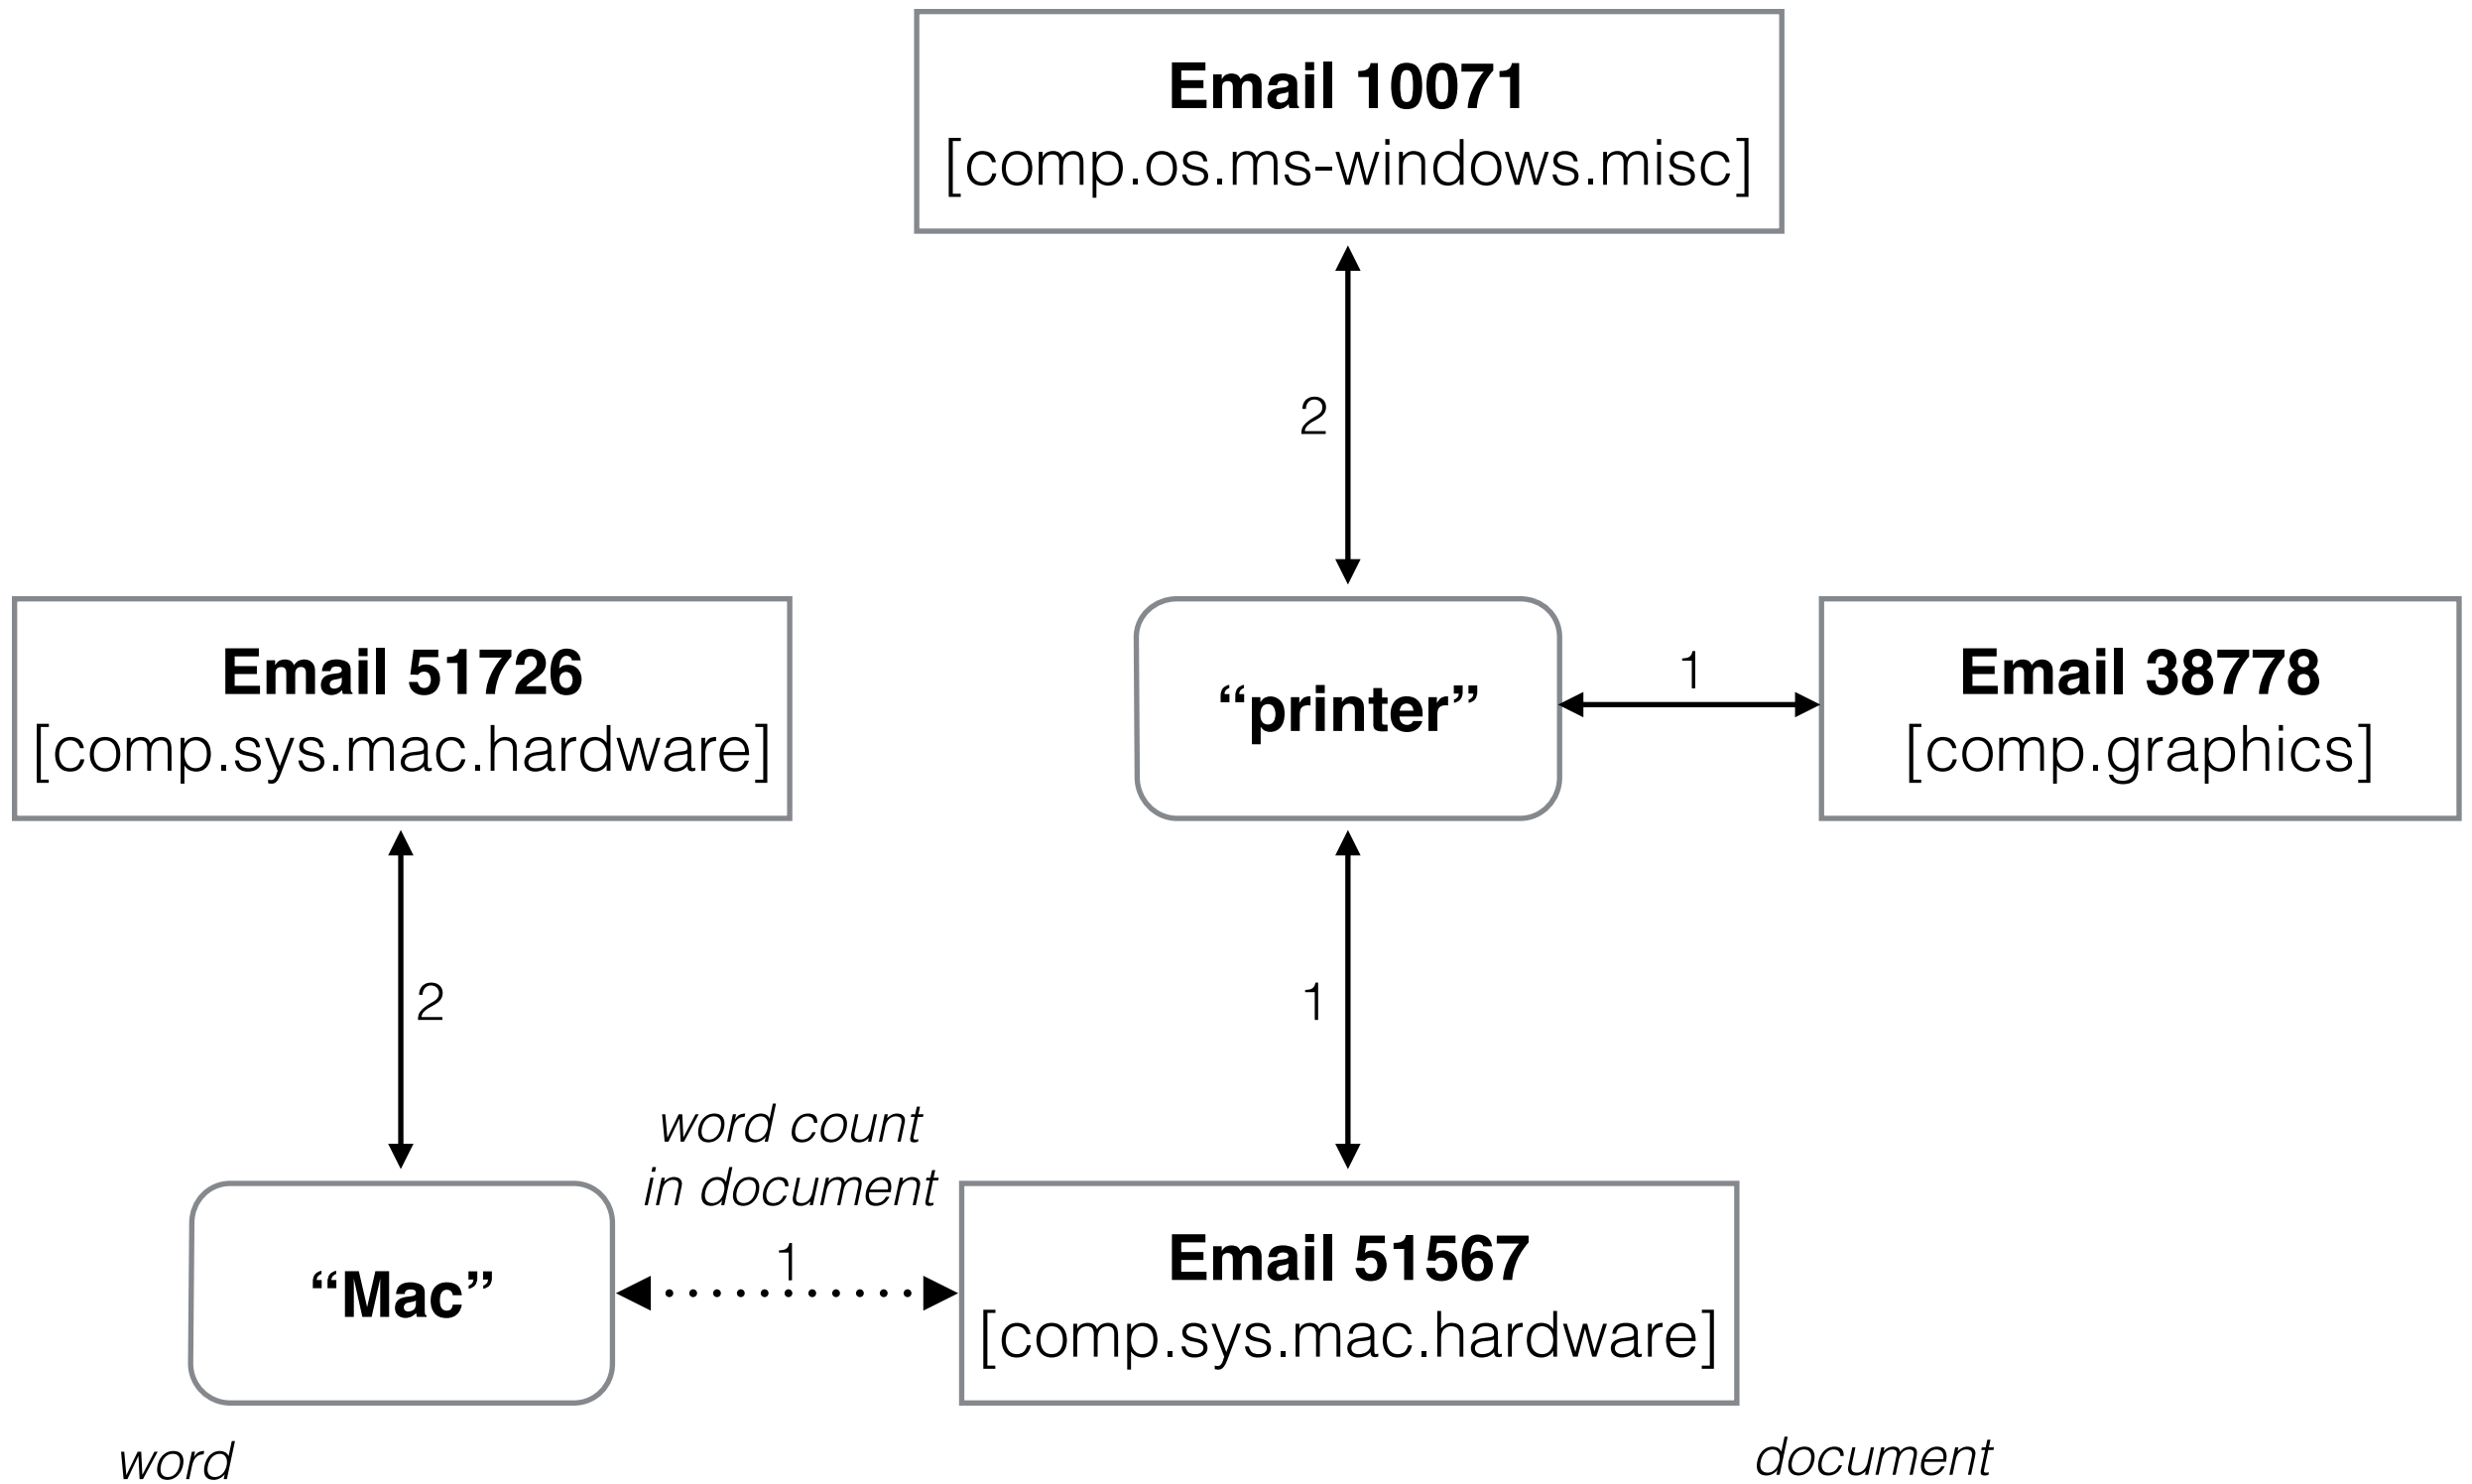 Email 10071
[comp.os.ms-windows.misc]
2
Email 51726
[comp.sys.mac.hardware]
“printer”
1
Email 38778
[comp.graphics]
2
1
word count
in document
1
“Mac”
Email 51567
[comp.sys.mac.hardware]
word
document